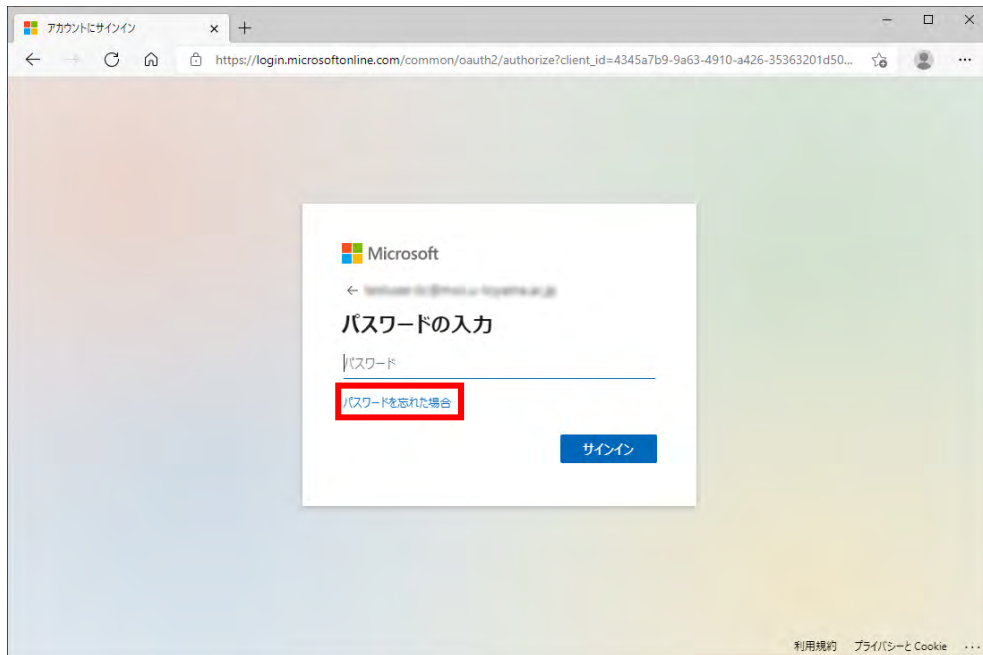 アカウントにサインイン
https://login.microsoftonline.com/common/oauth2/authorize?client_id=4345a7b9-9a63-4910-a426-35363201d50...
Microsoft
パスワードの入力
パスワード
パスワードを忘れた場合
サインイン
利用規約 プライバシーと Cookie ...